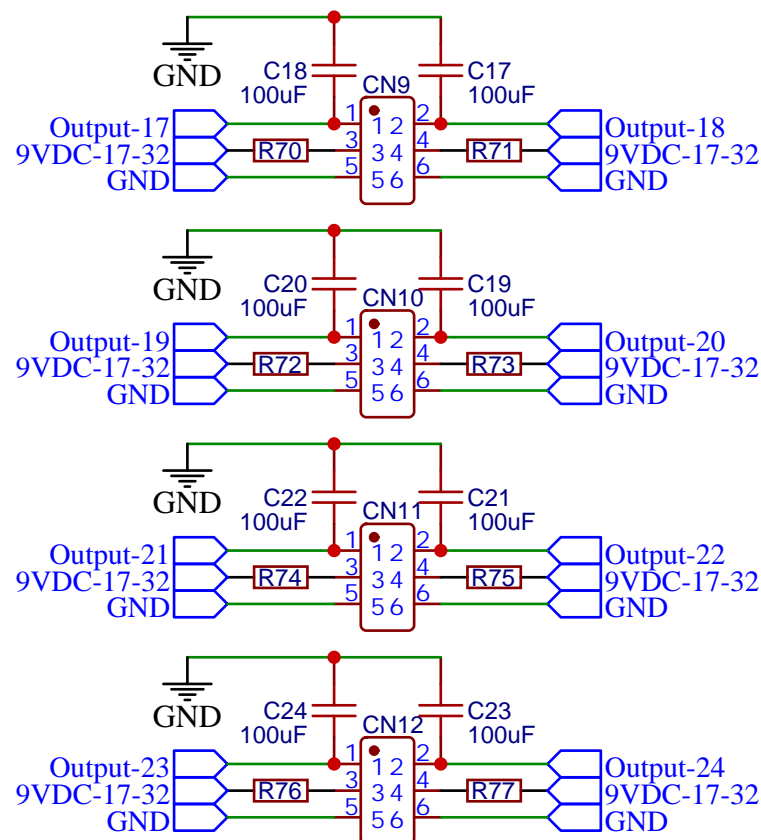 GND
C18
100uF
CN9
C17
100uF
Output-17
1
1 2
2
Output-18
9VDC-17-32
R70
3
3 4
4
R71
9VDC-17-32
GND
5
5 6
6
GND
GND
C20
100uF
CN10
C19
100uF
Output-19
1
1 2
2
Output-20
9VDC-17-32
R72
3
3 4
4
R73
9VDC-17-32
GND
5
5 6
6
GND
GND
C22
100uF
CN11
C21
100uF
Output-21
1
1 2
2
Output-22
9VDC-17-32
R74
3
3 4
4
R75
9VDC-17-32
GND
5
5 6
6
GND
GND
C24
100uF
CN12
C23
100uF
Output-23
1
1 2
2
Output-24
9VDC-17-32
R76
3
3 4
4
R77
9VDC-17-32
GND
5
5 6
6
GND